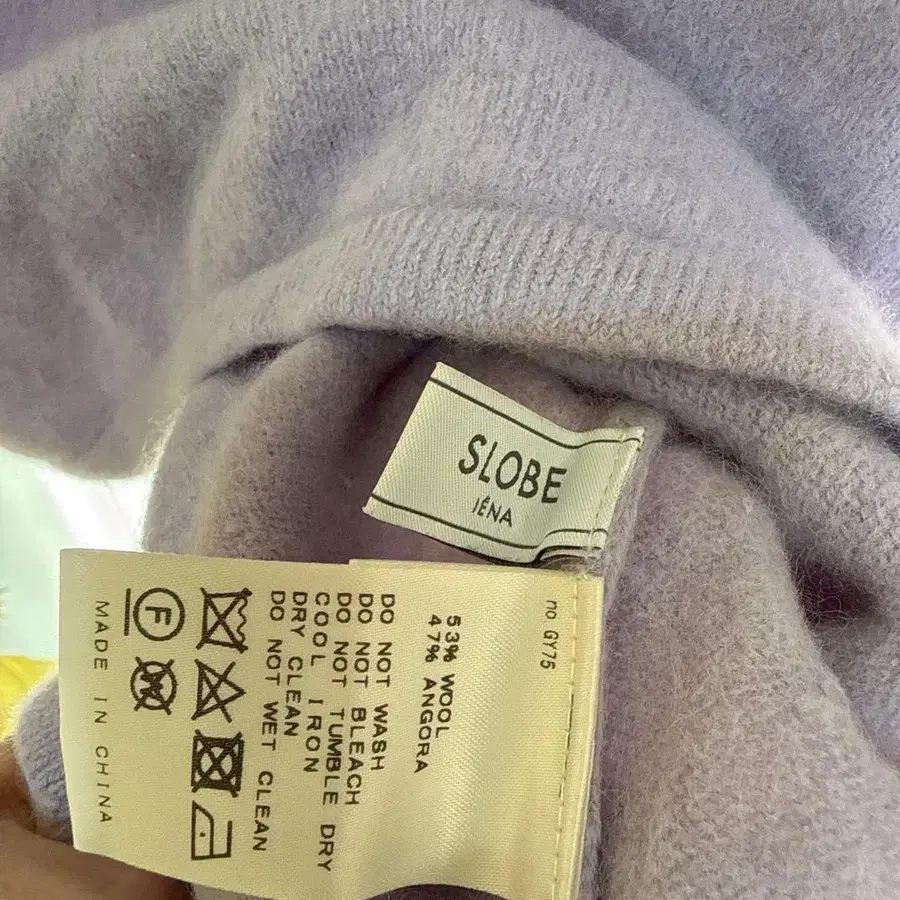 SLOBE
IÉNA
no GY75
53% WOOL
47% ANGORA
DO NOT WASH
DO NOT BLEACH
DO NOT TUMBLE DRY
COOL IRON
DRY CLEAN
DO NOT WET CLEAN
F
W
MADE IN CHINA